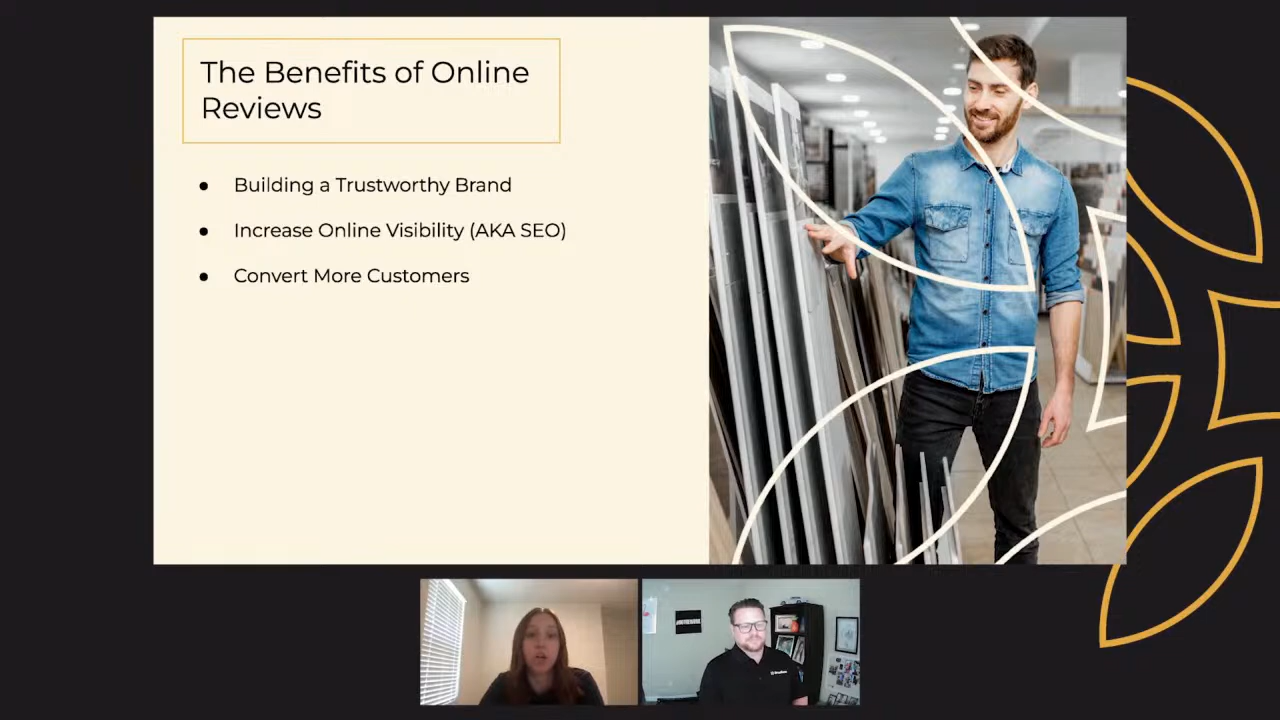 The Benefits of Online
Reviews
● Building a Trustworthy Brand
● Increase Online Visibility (AKA SEO)
● Convert More Customers